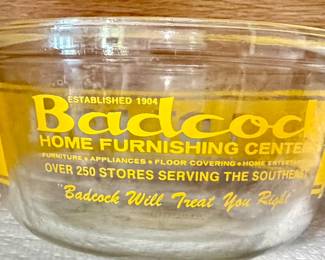 ESTABLISHED 1904
Badcock
HOME FURNISHING CENTER
FURNITURE • APPLIANCES • FLOOR COVERING • HOME
OVER 250 STORES SERVING THE SOUTHEAST
"Badcock Will Treat You Right"